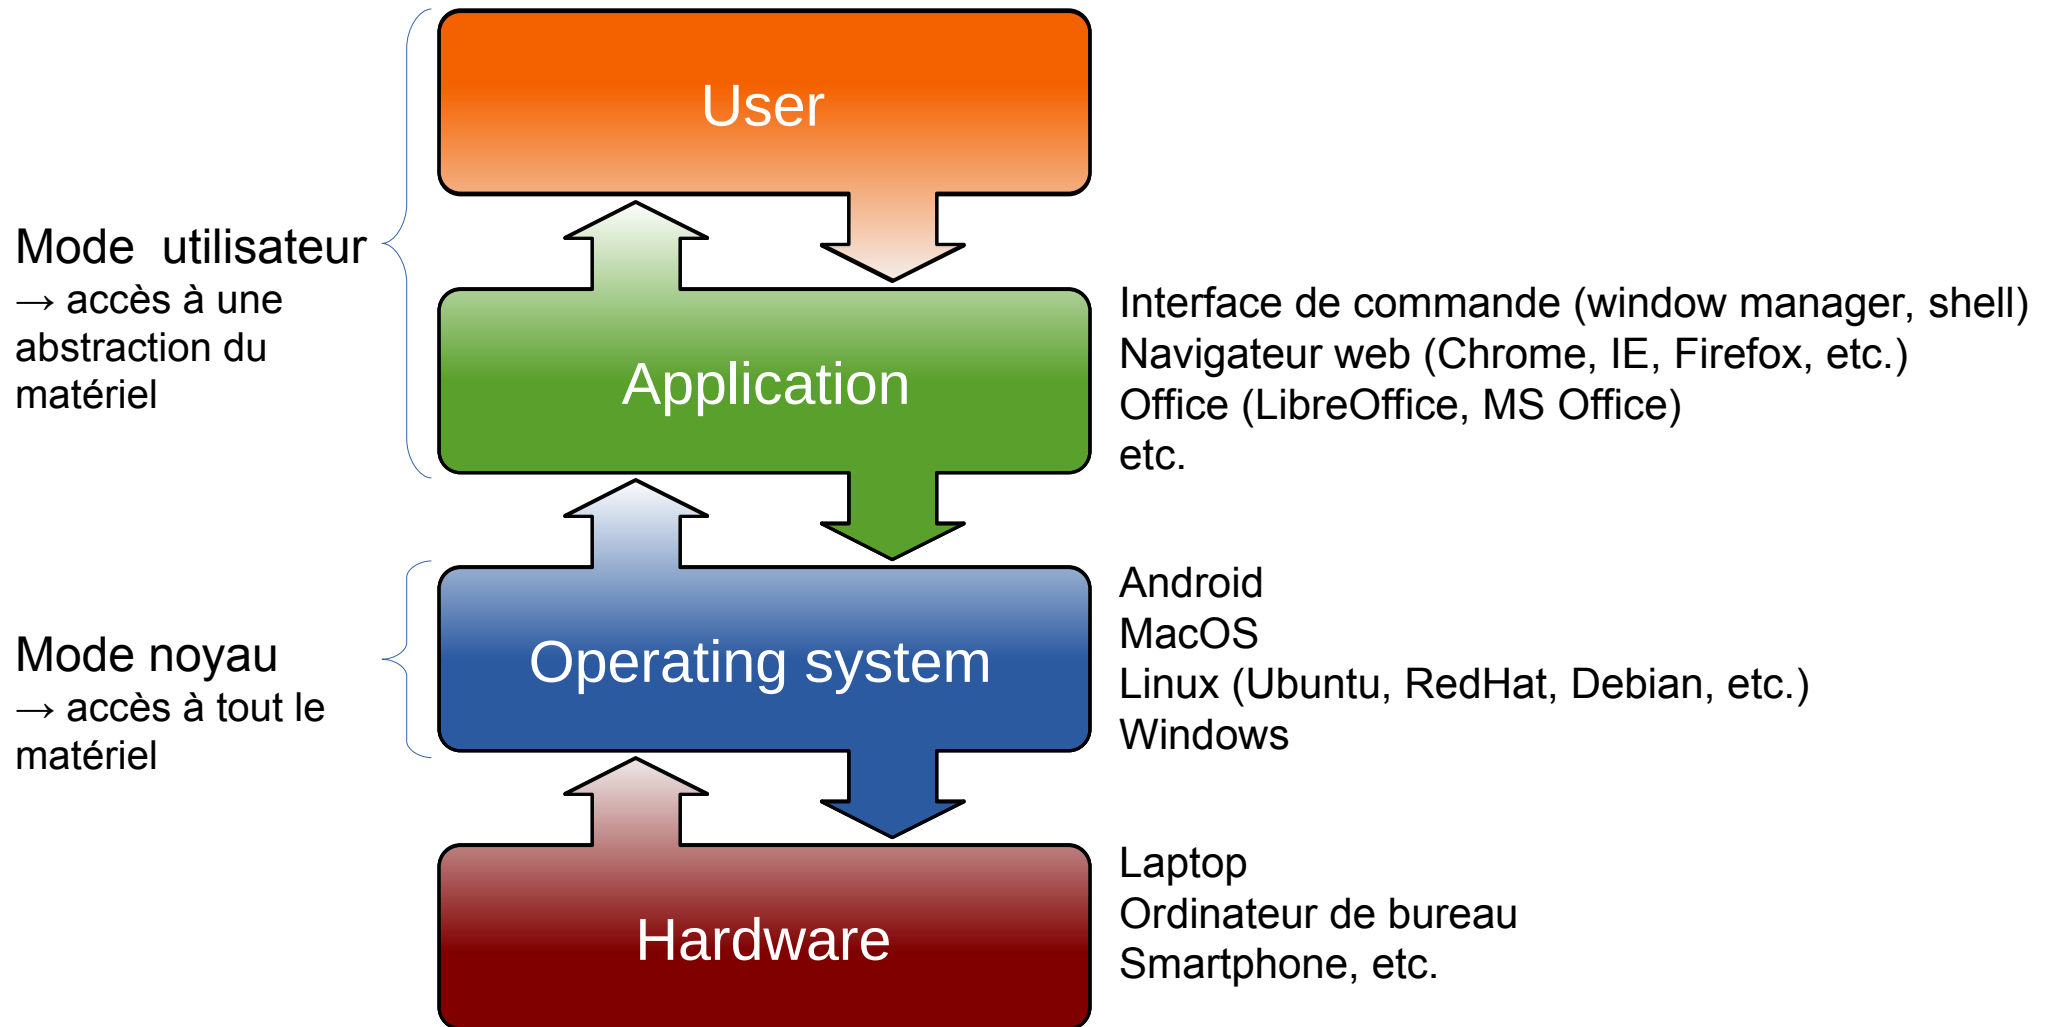 User
Mode utilisateur
→ accès à une
abstraction du
matériel
Application
Interface de commande (window manager, shell)
Navigateur web (Chrome, IE, Firefox, etc.)
Office (LibreOffice, MS Office)
etc.
Mode noyau
→ accès à tout le
matériel
Operating system
Android
MacOS
Linux (Ubuntu, RedHat, Debian, etc.)
Windows
Hardware
Laptop
Ordinateur de bureau
Smartphone, etc.